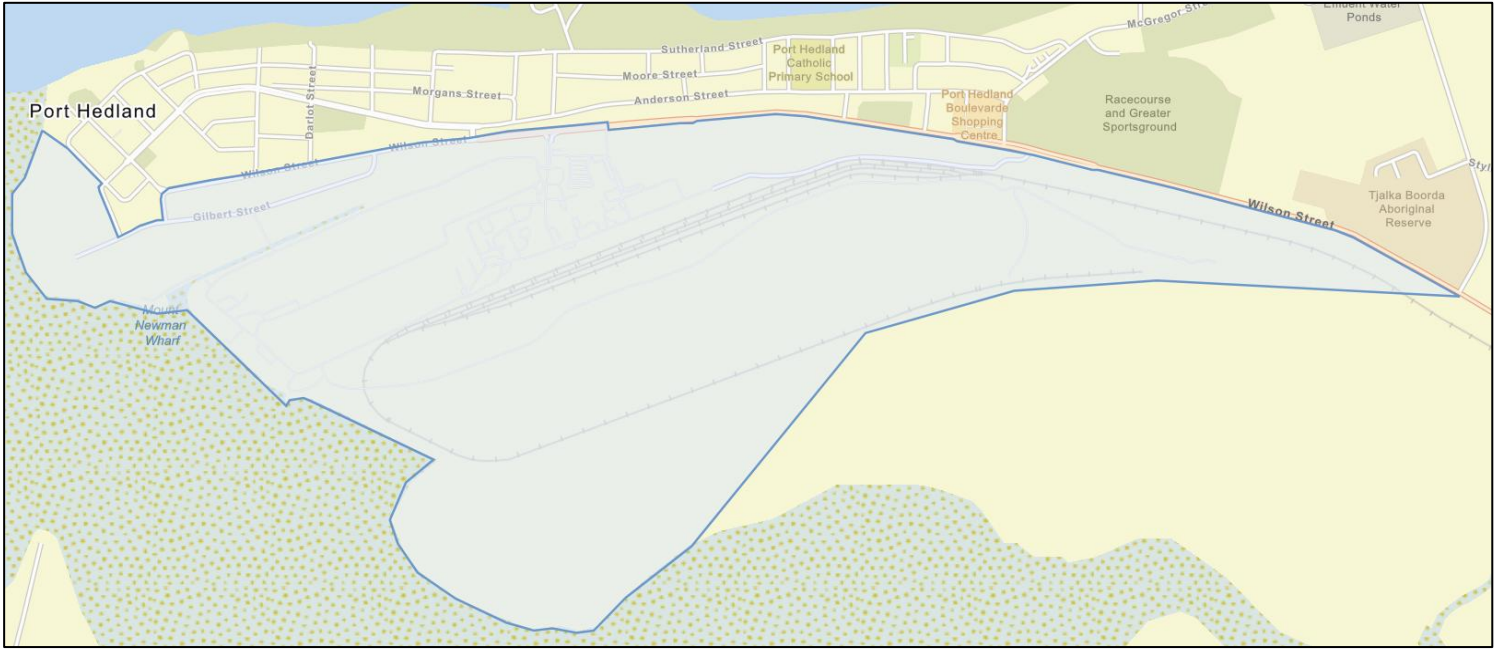 Effluent Water
Ponds
McGregor Str
Sutherland Street
Port Hedland
Catholic
Primary School
Moore Street
Darlot Street
Morgans Street
Anderson Street
Port Hedland
Port Hedland
Boulevarde
Shopping
Centre
Racecourse
and Greater
Sportsground
Wilson Street
Wilson Street
Styl
Gilbert Street
Tjalka Boorda
Aboriginal
Reserve
Wilson Street
Mount
Newman
Wharf